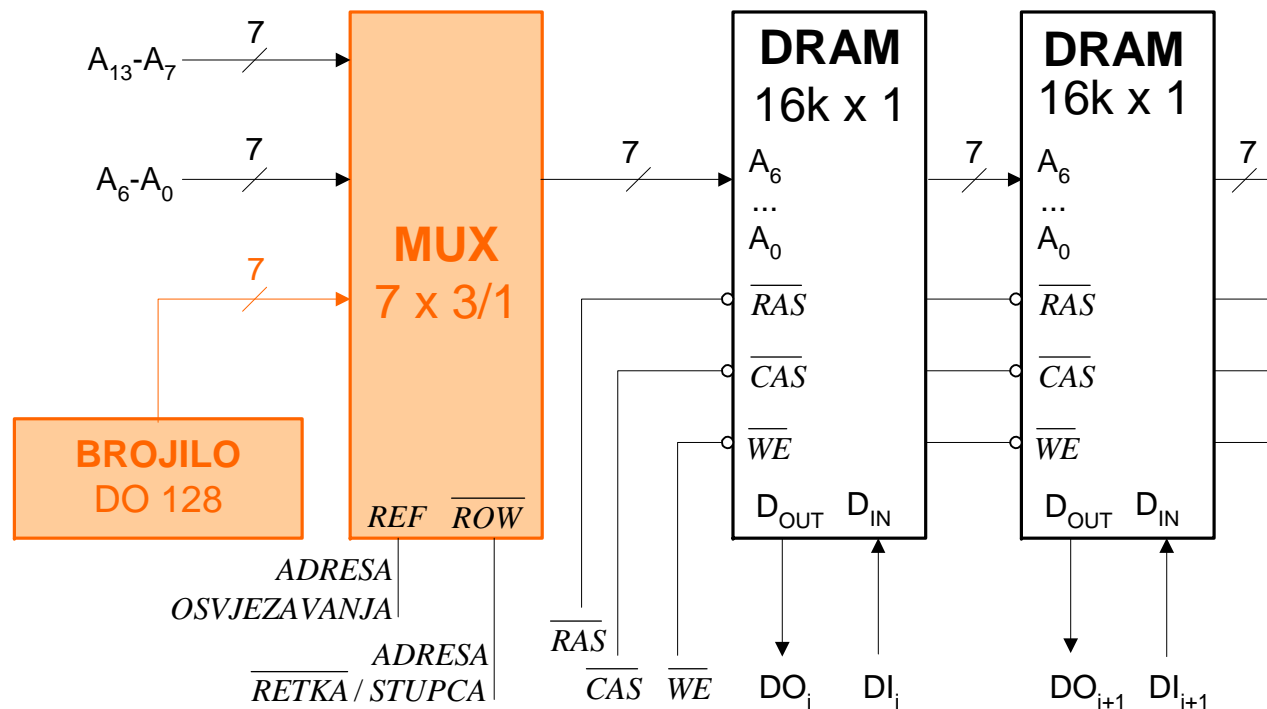 A13-A7
7
A6-A0
7
7
BROJILO
DO 128
MUX
7 x 3/1
REF ROW
ADRESA
OSVJEZAVANJA
ADRESA
RETKA / STUPCA
7
DRAM
16k x 1
A6
...
A0
RAS
CAS
WE
DOUT DIN
RAS
CAS
WE
DOi
DIi
7
DRAM
16k x 1
A6
...
A0
RAS
CAS
WE
DOUT DIN
DOi+1
DIi+1
7